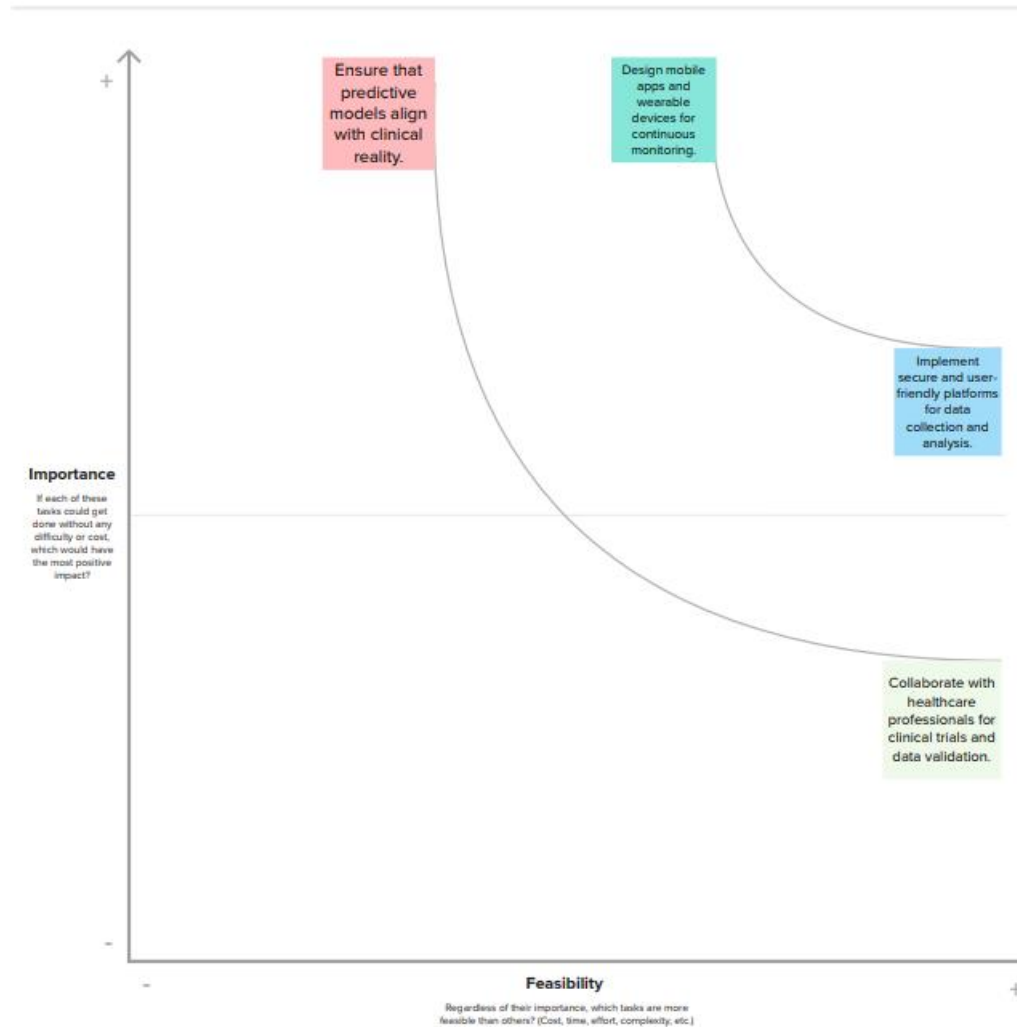 +
Ensure that
predictive
models align
with clinical
reality.
Design mobile
apps and
wearable
devices for
continuous
monitoring.
Implement
secure and user-
friendly platforms
for data
collection and
analysis.
Importance
If each of these
tasks could get
done without any
difficulty or cost,
which would have
the most positive
impact?
Collaborate with
healthcare
professionals for
clinical trials and
data validation.
-
-
Feasibility
+
Regardless of their importance, which tasks are more
feasible than others? (Cost, time, effort, complexity, etc.)